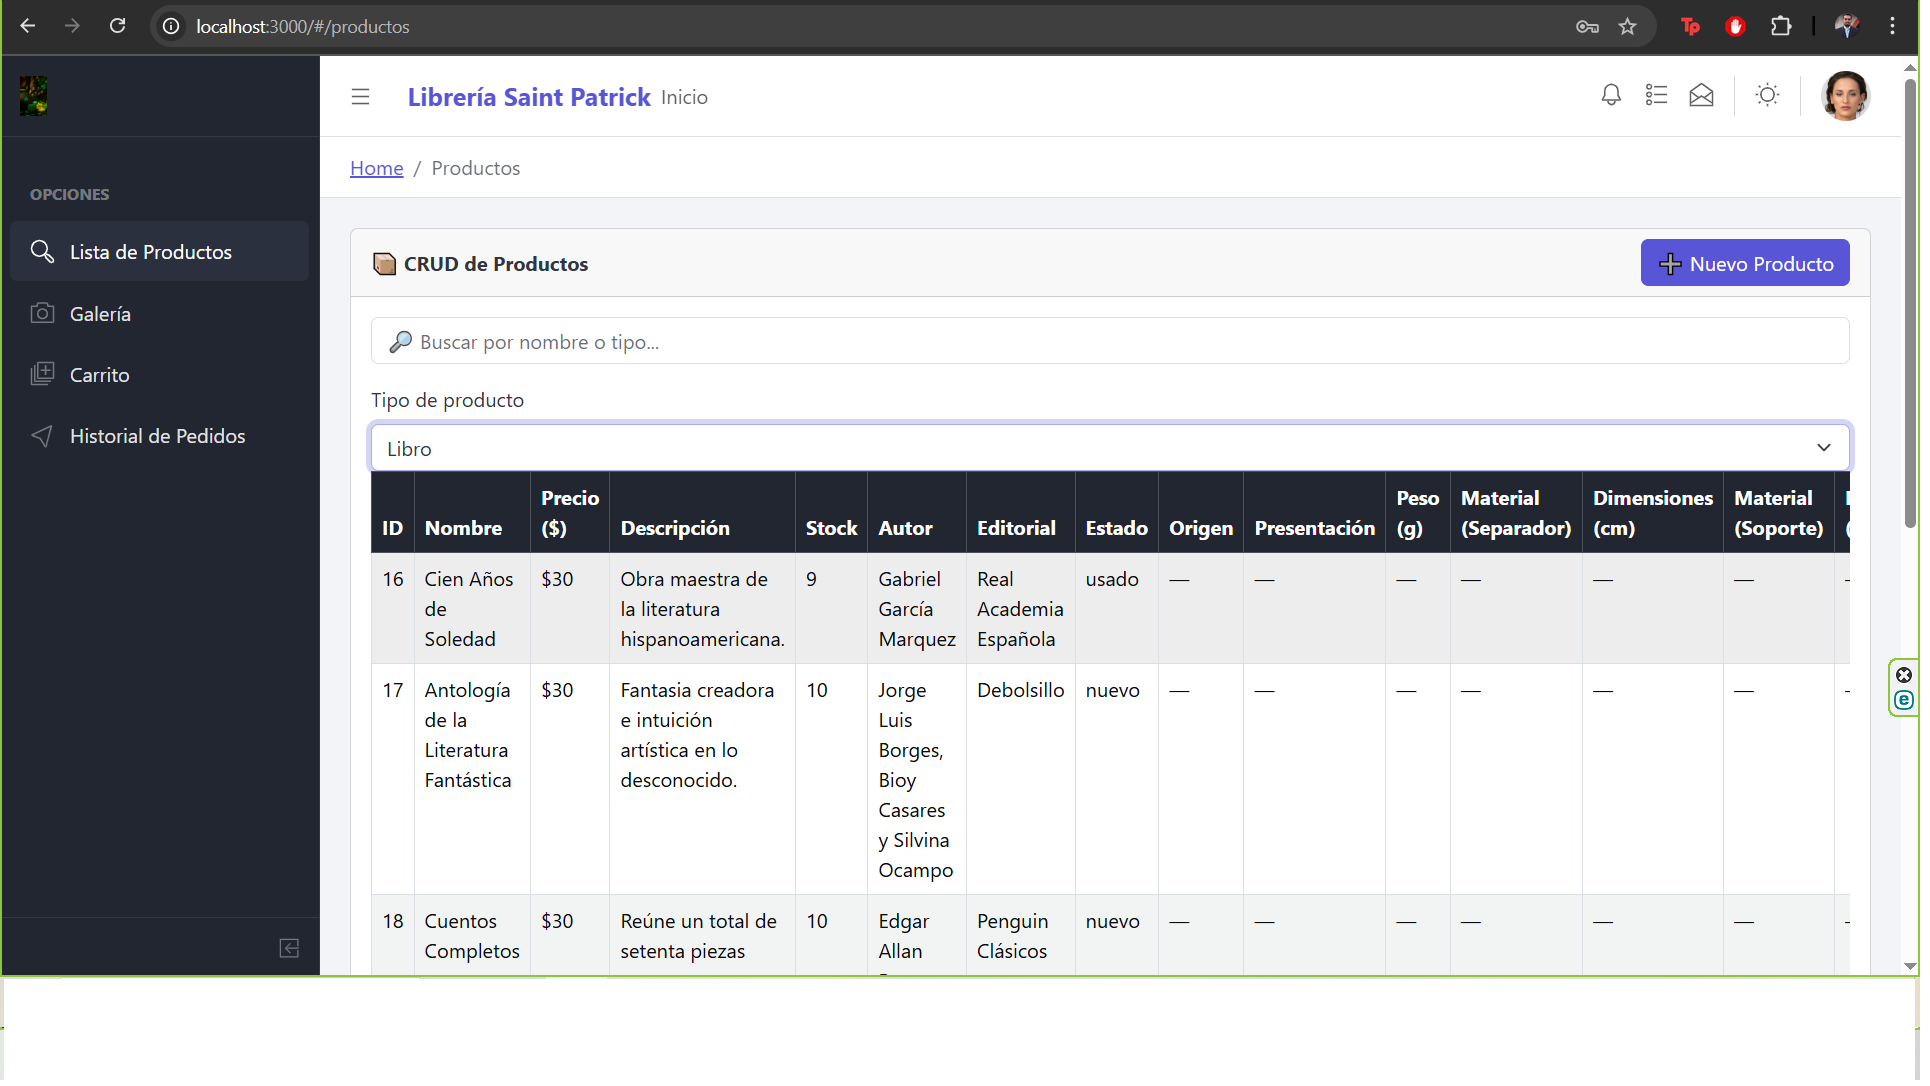 localhost:3000/#/productos
Tp
Librería Saint Patrick Inicio
Home / Productos
OPCIONES
Lista de Productos
Galería
Carrito
Historial de Pedidos
CRUD de Productos
Nuevo Producto
Buscar por nombre o tipo...
Tipo de producto
Libro
ID Nombre Precio ($) Descripción Stock Autor Editorial Estado Origen Presentación Peso (g) Material (Separador) Dimensiones (cm) Material (Soporte)
16 Cien Años de Soledad $30 Obra maestra de la literatura hispanoamericana. 9 Gabriel García Marquez Real Academia Española usado — — — — — —
17 Antología de la Literatura Fantástica $30 Fantasia creadora e intuición artística en lo desconocido. 10 Jorge Luis Borges, Bioy Casares y Silvina Ocampo Debolsillo nuevo — — — — — —
18 Cuentos Completos $30 Reúne un total de setenta piezas 10 Edgar Allan Penguin Clásicos nuevo — — — — — —